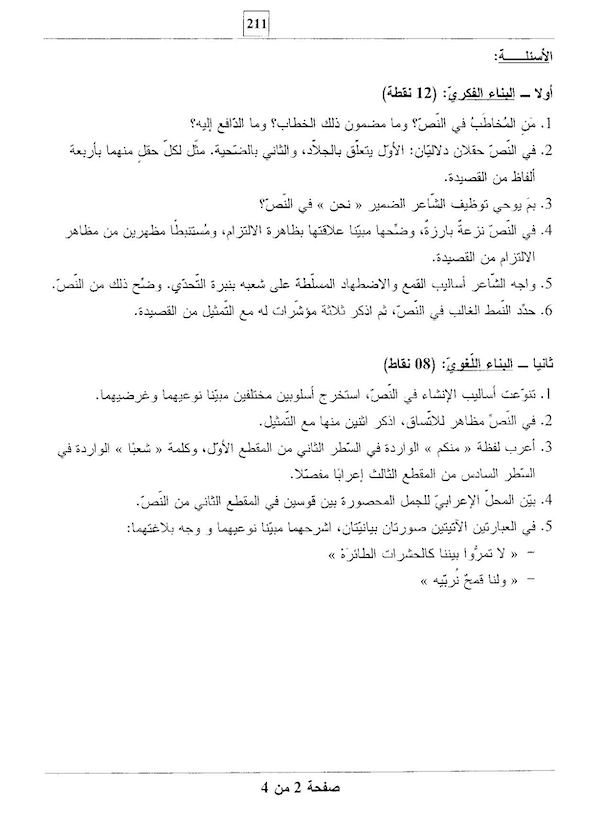 211
الأسئلــــة:
أولا ــ البناء الفكريّ: (12 نقطة)
1. مَنِ المُخاطَبُ في النّصّ؟ وما مضمون ذلك الخطاب؟ وما الدّافع إليه؟
2. في النّصّ حقلان دلاليّان: الأوّل يتعلّق بالجلّاد، والثاني بالضّحية. مثّل لكلّ حقلٍ منهما بأربعة
ألفاظ من القصيدة.
3. بمَ يوحي توظيف الشّاعر الضمير « نحن » في النّصّ؟
4. في النّصّ نزعةٌ بارزةٌ، وضّحها مبيّنا علاقتها بظاهرة الالتزام، ومُستنبطًا مظهرين من مظاهر
الالتزام من القصيدة.
5. واجه الشّاعر أساليب القمع والاضطهاد المسلّطة على شعبه بنبرة التّحدّي. وضّح ذلك من النّصّ.
6. حدّد النّمط الغالب في النّصّ، ثم اذكر ثلاثة مؤشّرات له مع التّمثيل من القصيدة.
ثانيا ــ البناء اللّغويّ: (08 نقاط)
1. تنوّعت أساليب الإنشاء في النّصّ، استخرج أسلوبين مختلفين مبيّنا نوعيهما وغرضيهما.
2. في النّصّ مظاهر للاتّساق، اذكر اثنين منها مع التّمثيل.
3. أعرب لفظة « منكم » الواردة في السّطر الثاني من المقطع الأوّل، وكلمة « شعبًا » الواردة في
السّطر السادس من المقطع الثالث إعرابًا مفصّلا.
4. بيّن المحلّ الإعرابيّ للجمل المحصورة بين قوسين في المقطع الثاني من النّصّ.
5. في العبارتين الآتيتين صورتان بيانيّتان، اشرحهما مبيّنا نوعيهما و وجه بلاغتهما:
– « لا تمرُّوا بيننا كالحشرات الطائرَهْ »
– « ولنا قمحٌ نُربّيه »
صفحة 2 من 4